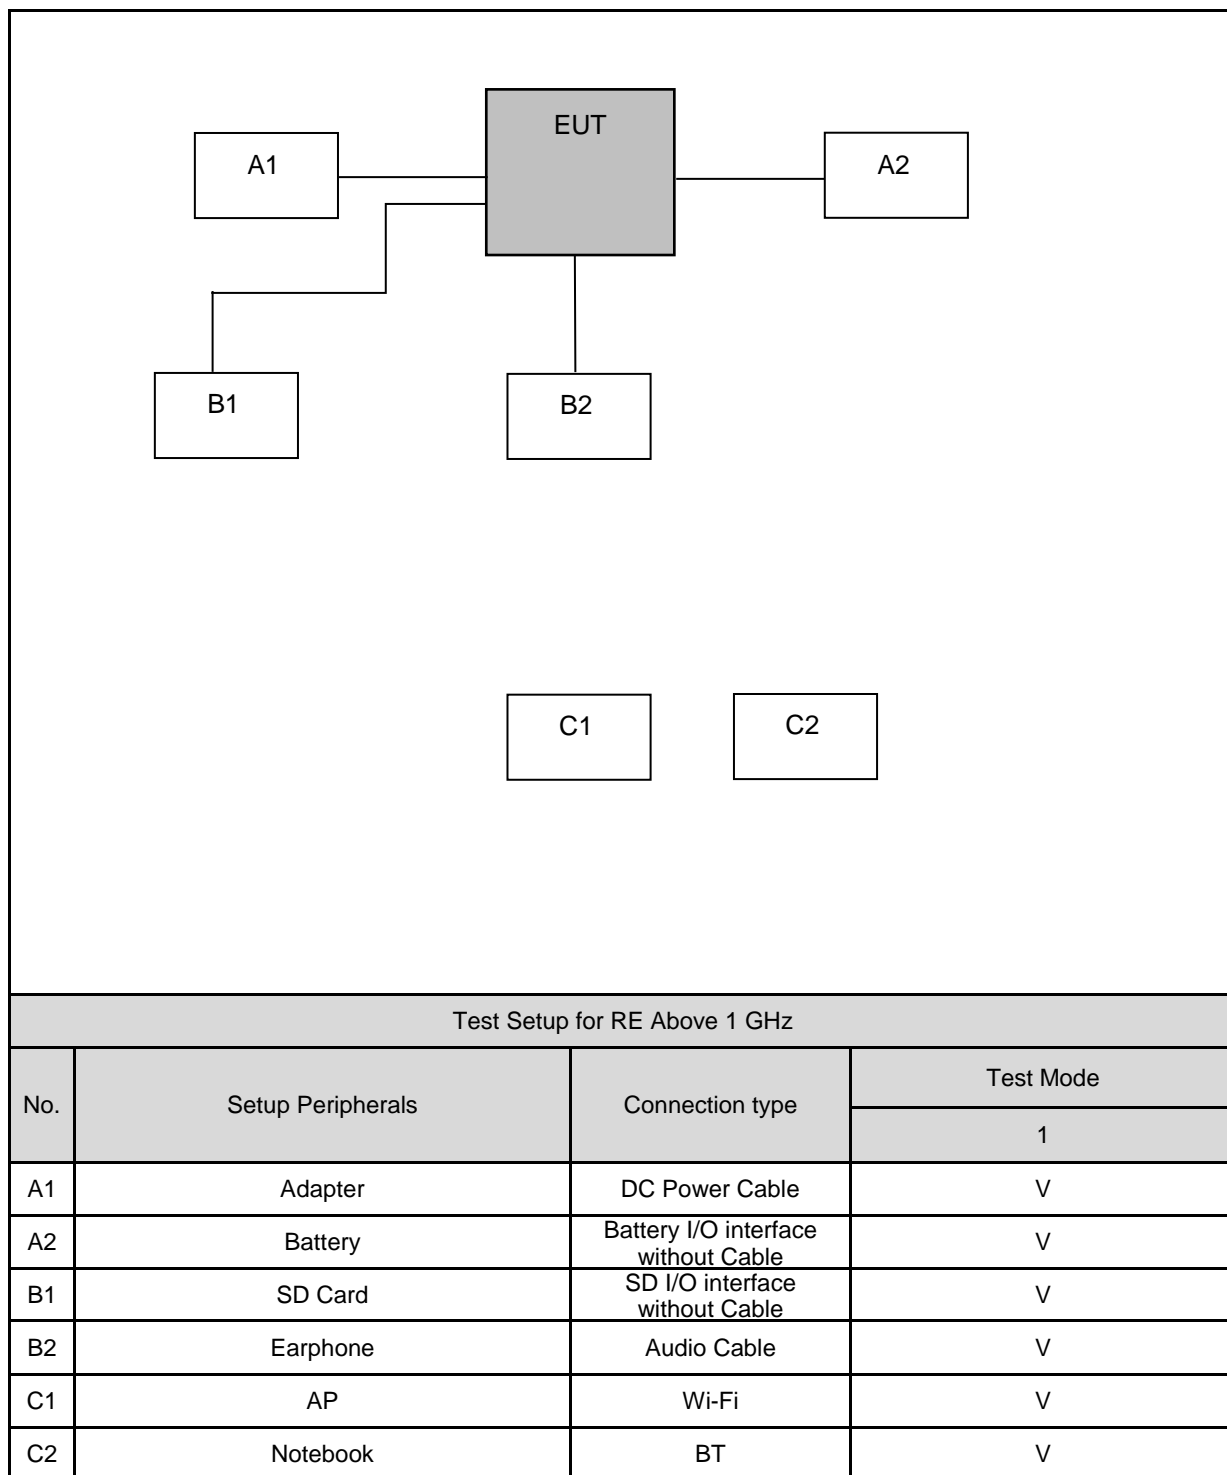 EUT
A1
A2
B1
B2
C1
C2
Test Setup for RE Above 1 GHz
No. Setup Peripherals Connection type Test Mode
1
A1 Adapter DC Power Cable V
A2 Battery Battery I/O interface
without Cable V
B1 SD Card SD I/O interface
without Cable V
B2 Earphone Audio Cable V
C1 AP Wi-Fi V
C2 Notebook BT V